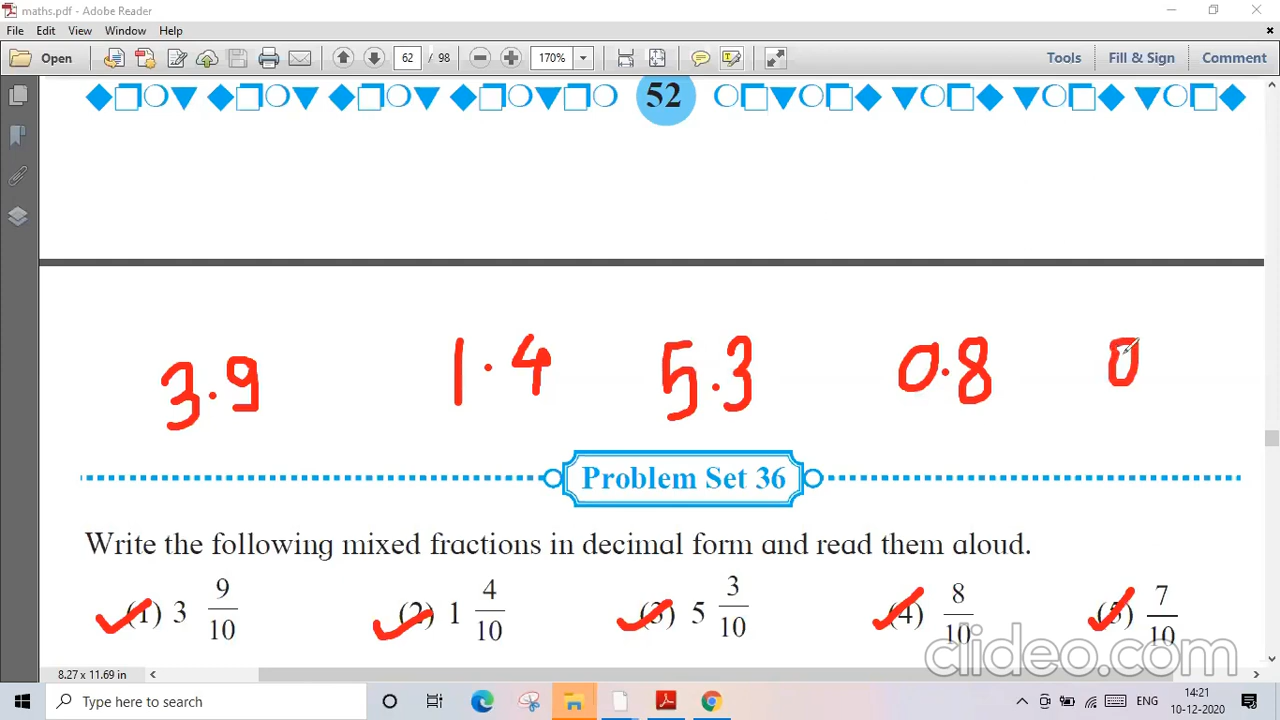 maths.pdf - Adobe Reader
File Edit View Window Help
Open 62 / 98 170% Tools Fill & Sign Comment
52
3.9 1.4 5.3 0.8 0
Problem Set 36
Write the following mixed fractions in decimal form and read them aloud.
(1) 3 9/10 (2) 1 4/10 (3) 5 3/10 (4) 8/10 (5) 7/10
clideo.com
8.27 x 11.69 in
Type here to search ENG 14:21
10-12-2020